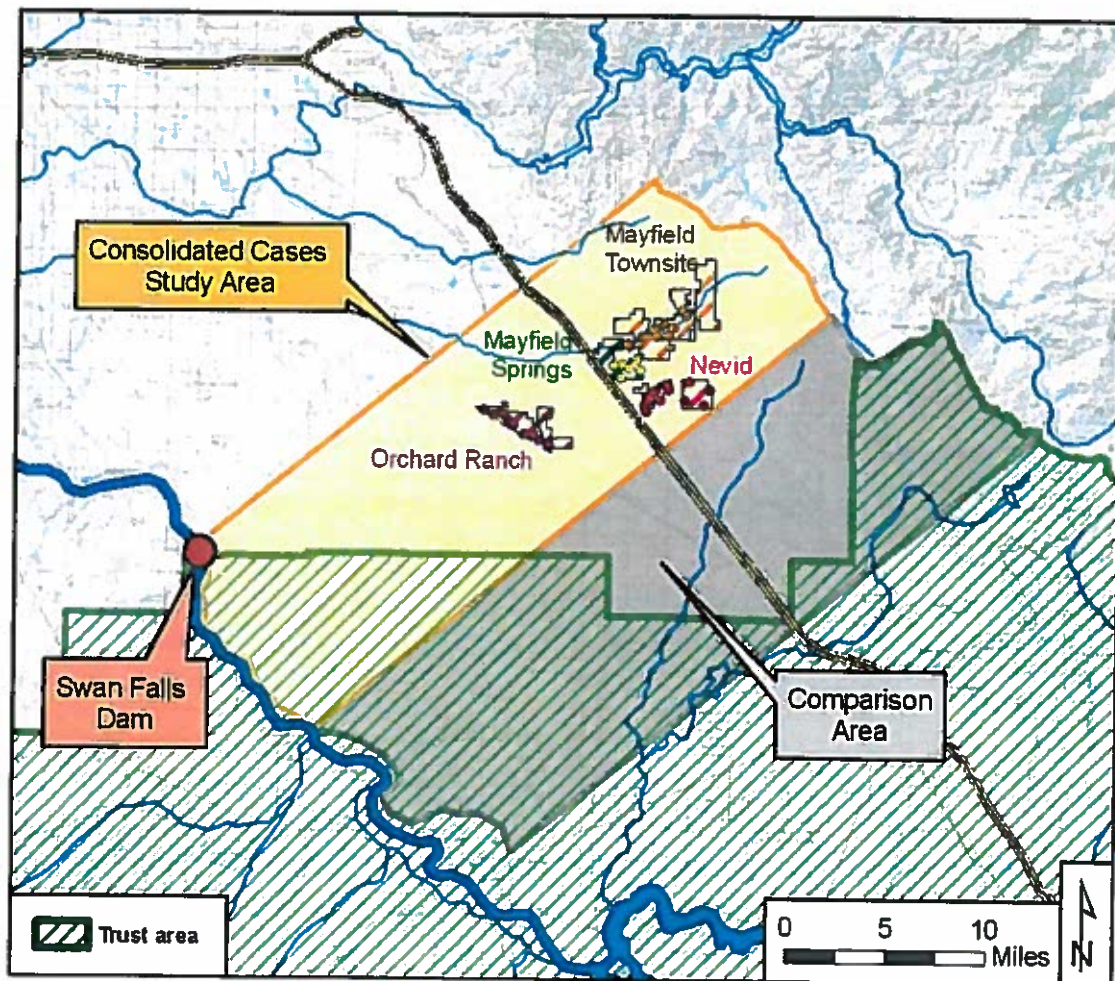 Consolidated Cases
Study Area
Mayfield
Townsite
Mayfield
Springs
Nevid
Orchard Ranch
Swan Falls
Dam
Comparison
Area
Trust area
0 5 10
Miles
N